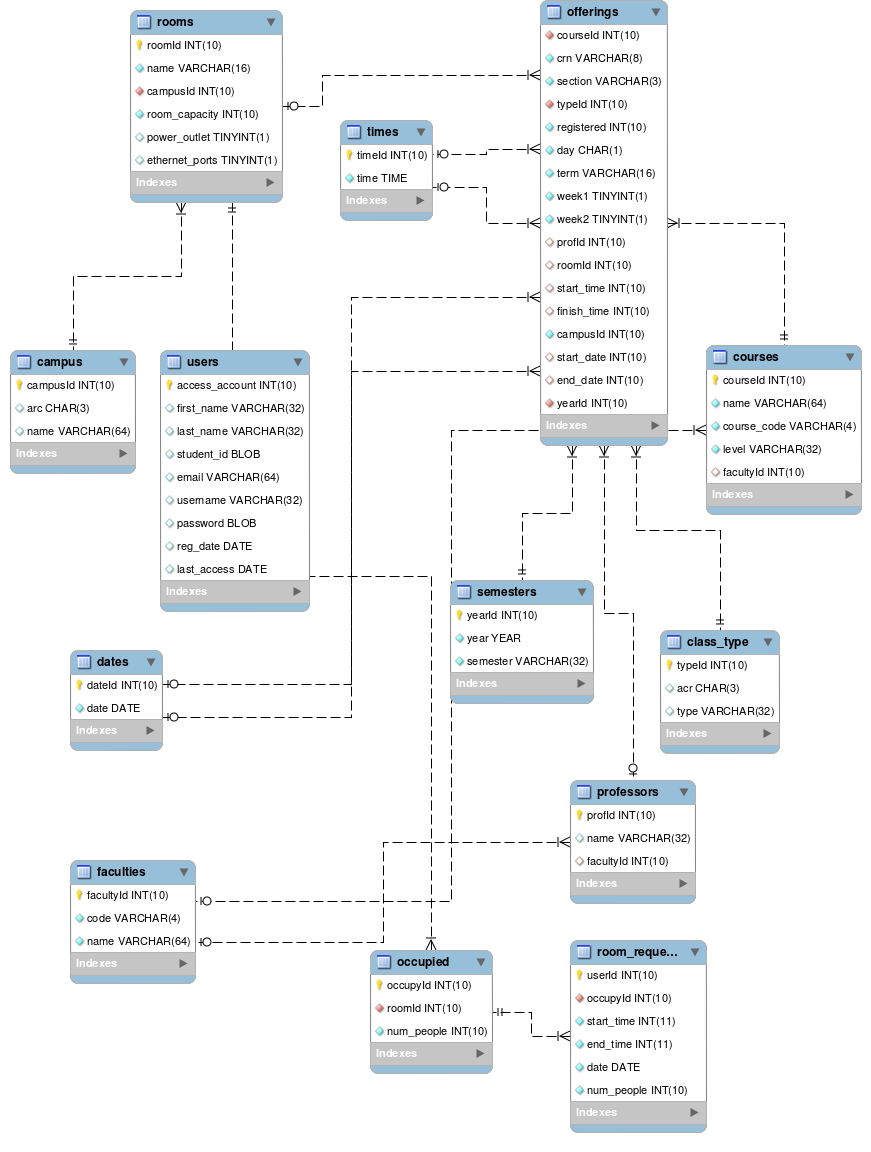 rooms
roomId INT(10)
name VARCHAR(16)
campusId INT(10)
room_capacity INT(10)
power_outlet TINYINT(1)
ethernet_ports TINYINT(1)
Indexes
offerings
courseId INT(10)
crn VARCHAR(8)
section VARCHAR(3)
typeId INT(10)
registered INT(10)
day CHAR(1)
term VARCHAR(16)
week1 TINYINT(1)
week2 TINYINT(1)
profId INT(10)
roomId INT(10)
start_time INT(10)
finish_time INT(10)
campusId INT(10)
start_date INT(10)
end_date INT(10)
yearId INT(10)
Indexes
times
timeId INT(10)
time TIME
Indexes
campus
campusId INT(10)
arc CHAR(3)
name VARCHAR(64)
Indexes
users
access_account INT(10)
first_name VARCHAR(32)
last_name VARCHAR(32)
student_id BLOB
email VARCHAR(64)
username VARCHAR(32)
password BLOB
reg_date DATE
last_access DATE
Indexes
courses
courseId INT(10)
name VARCHAR(64)
course_code VARCHAR(4)
level VARCHAR(32)
facultyId INT(10)
Indexes
semesters
yearId INT(10)
year YEAR
semester VARCHAR(32)
Indexes
class_type
typeId INT(10)
acr CHAR(3)
type VARCHAR(32)
Indexes
dates
dateId INT(10)
date DATE
Indexes
professors
profId INT(10)
name VARCHAR(32)
facultyId INT(10)
Indexes
faculties
facultyId INT(10)
code VARCHAR(4)
name VARCHAR(64)
Indexes
occupied
occupyId INT(10)
roomId INT(10)
num_people INT(10)
Indexes
room_reque...
userId INT(10)
occupyId INT(10)
start_time INT(11)
end_time INT(11)
date DATE
num_people INT(10)
Indexes